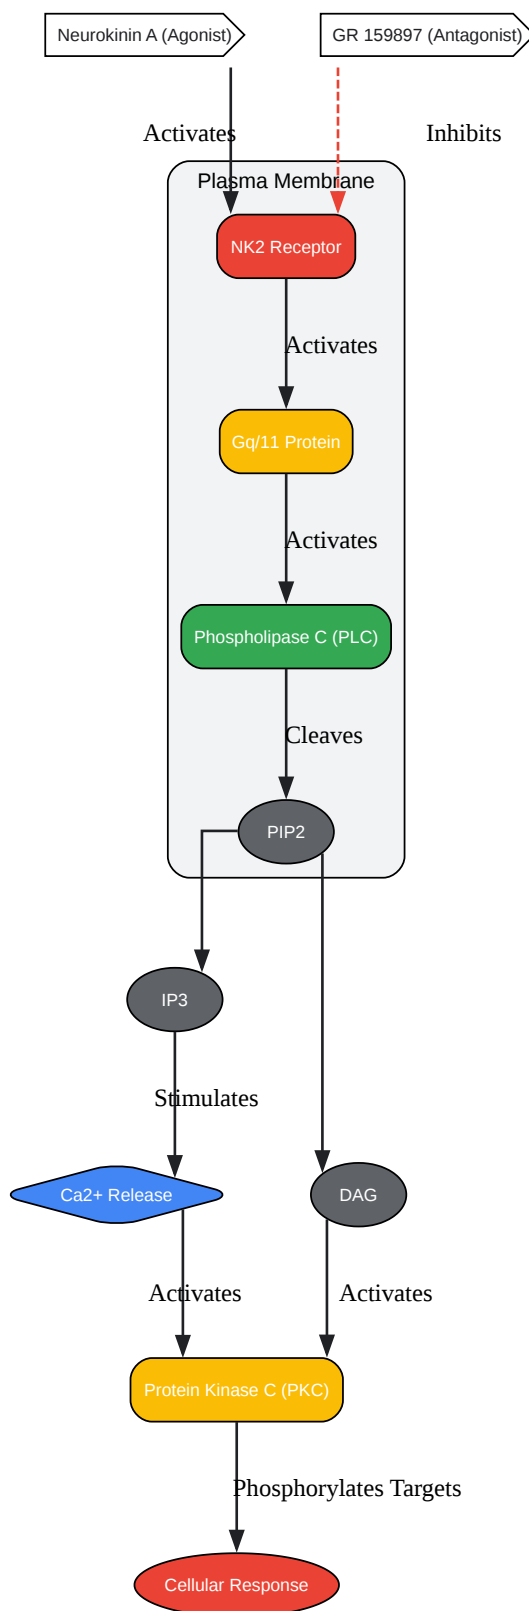 Neurokinin A (Agonist)
GR 159897 (Antagonist)
Activates
Inhibits
Plasma Membrane
NK2 Receptor
Activates
Gq/11 Protein
Activates
Phospholipase C (PLC)
Cleaves
PIP2
IP3
Stimulates
Ca2+ Release
DAG
Activates
Activates
Protein Kinase C (PKC)
Phosphorylates Targets
Cellular Response